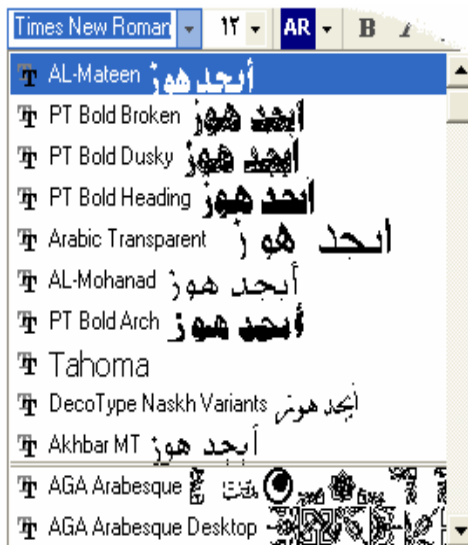 Times New Roman ١٢ AR B I
AL-Mateen أبجد هوز
PT Bold Broken أبجد هوز
PT Bold Dusky أبجد هوز
PT Bold Heading أبجد هوز
Arabic Transparent أبجد هوز
AL-Mohanad أبجد هوز
PT Bold Arch أبجد هوز
Tahoma
DecoType Naskh Variants أبجد هوز
Akhbar MT أبجد هوز
AGA Arabesque
AGA Arabesque Desktop